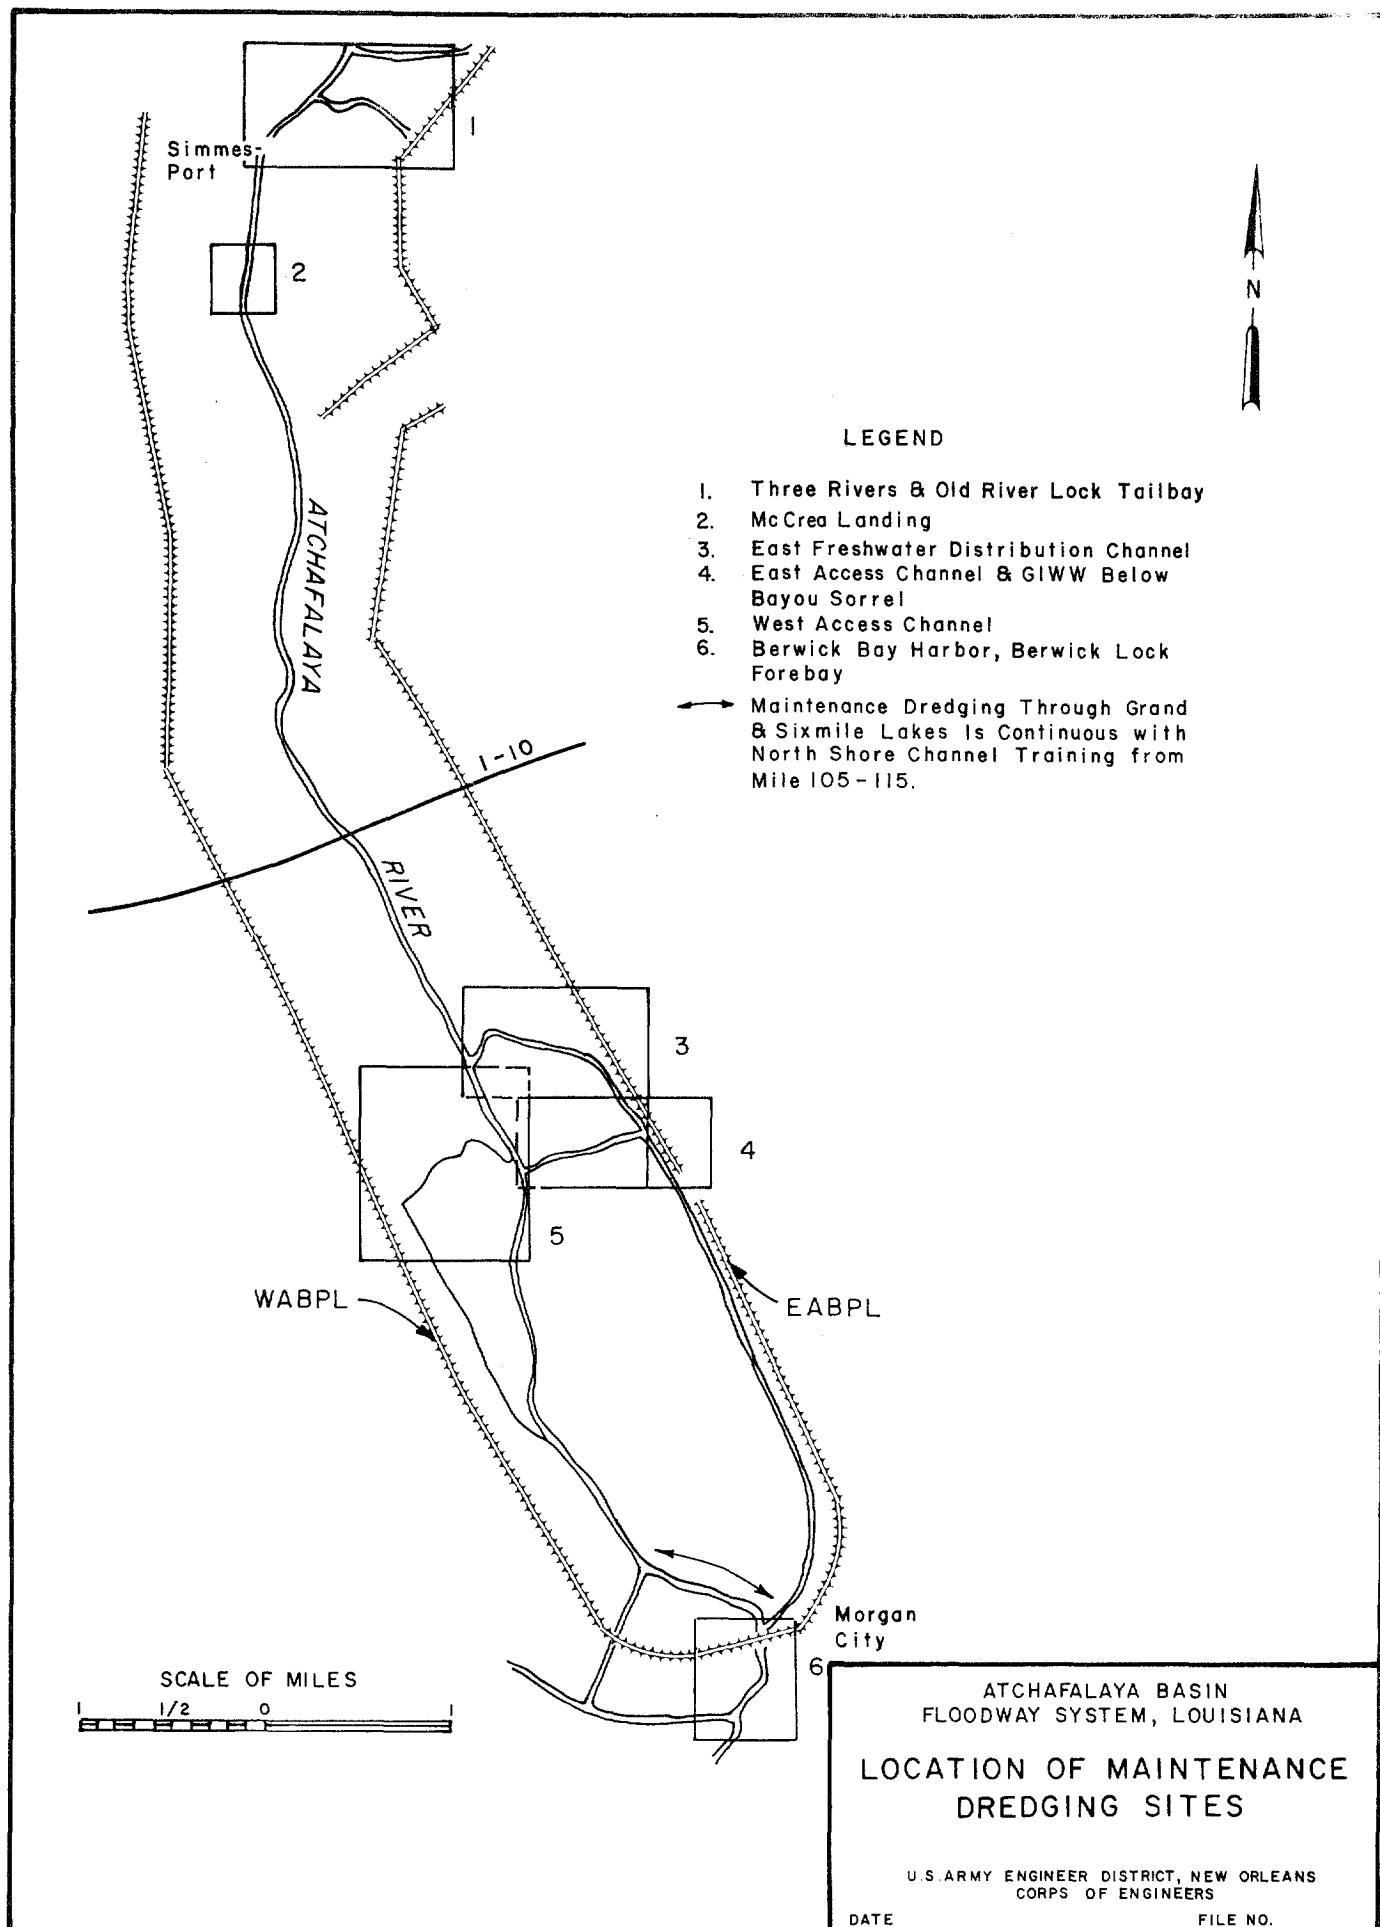 Simmes-
Port
1
2
N
LEGEND
1. Three Rivers & Old River Lock Tailbay
2. McCrea Landing
3. East Freshwater Distribution Channel
4. East Access Channel & GIWW Below
Bayou Sorrel
5. West Access Channel
6. Berwick Bay Harbor, Berwick Lock
Forebay
Maintenance Dredging Through Grand
& Sixmile Lakes Is Continuous with
North Shore Channel Training from
Mile 105-115.
ATCHAFALAYA
I-10
RIVER
3
4
5
WABPL
EABPL
Morgan
City
6
SCALE OF MILES
1 1/2 0 1
ATCHAFALAYA BASIN
FLOODWAY SYSTEM, LOUISIANA
LOCATION OF MAINTENANCE
DREDGING SITES
U.S. ARMY ENGINEER DISTRICT, NEW ORLEANS
CORPS OF ENGINEERS
DATE FILE NO.